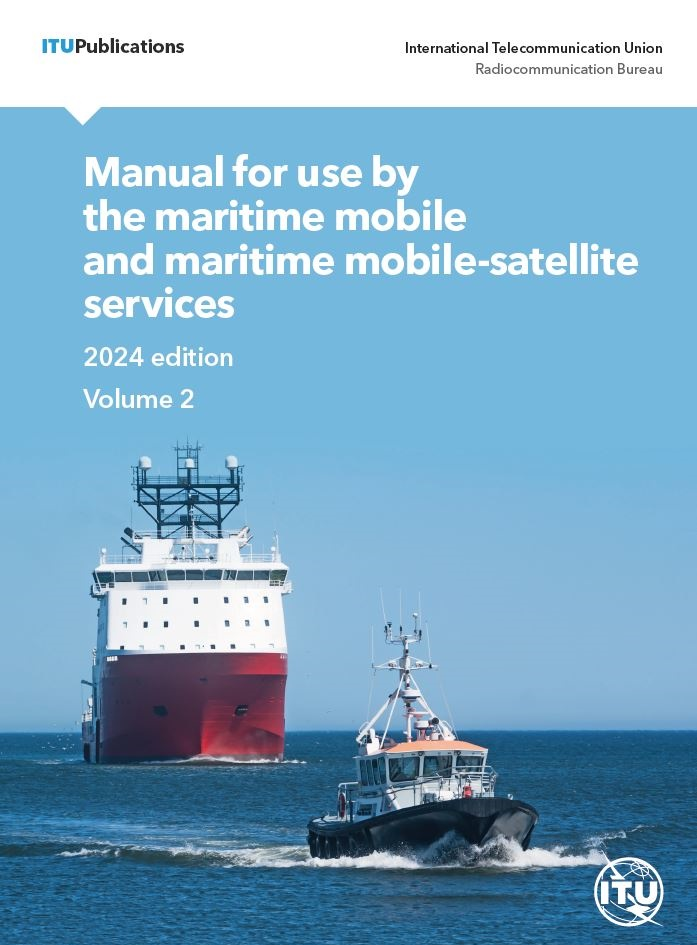 ITUPublications
International Telecommunication Union
Radiocommunication Bureau
Manual for use by
the maritime mobile
and maritime mobile-satellite
services
2024 edition
Volume 2
ITU